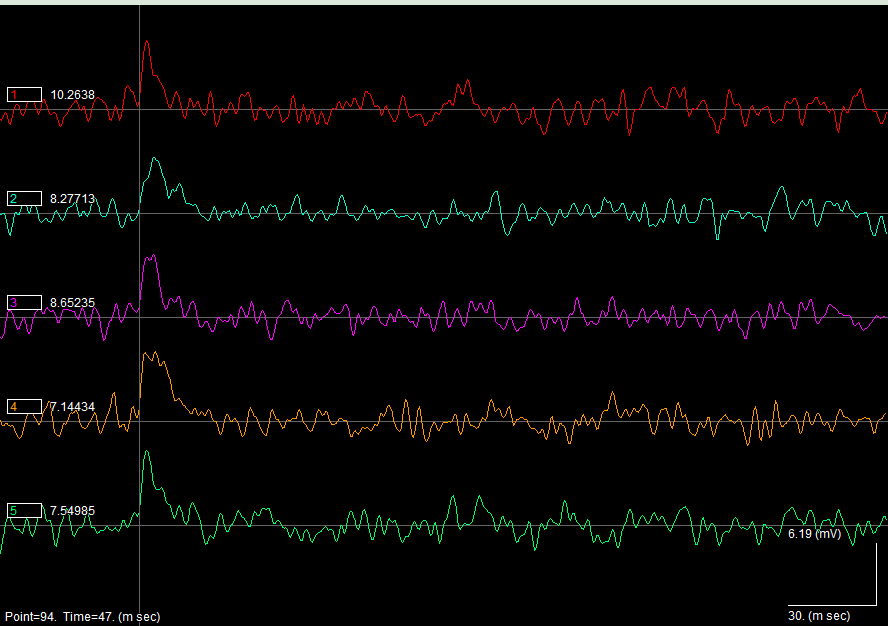 1 10.2638
2 8.27713
3 8.65235
4 7.14434
5 7.54985
6.19 (mV)
30. (m sec)
Point=94. Time=47. (m sec)